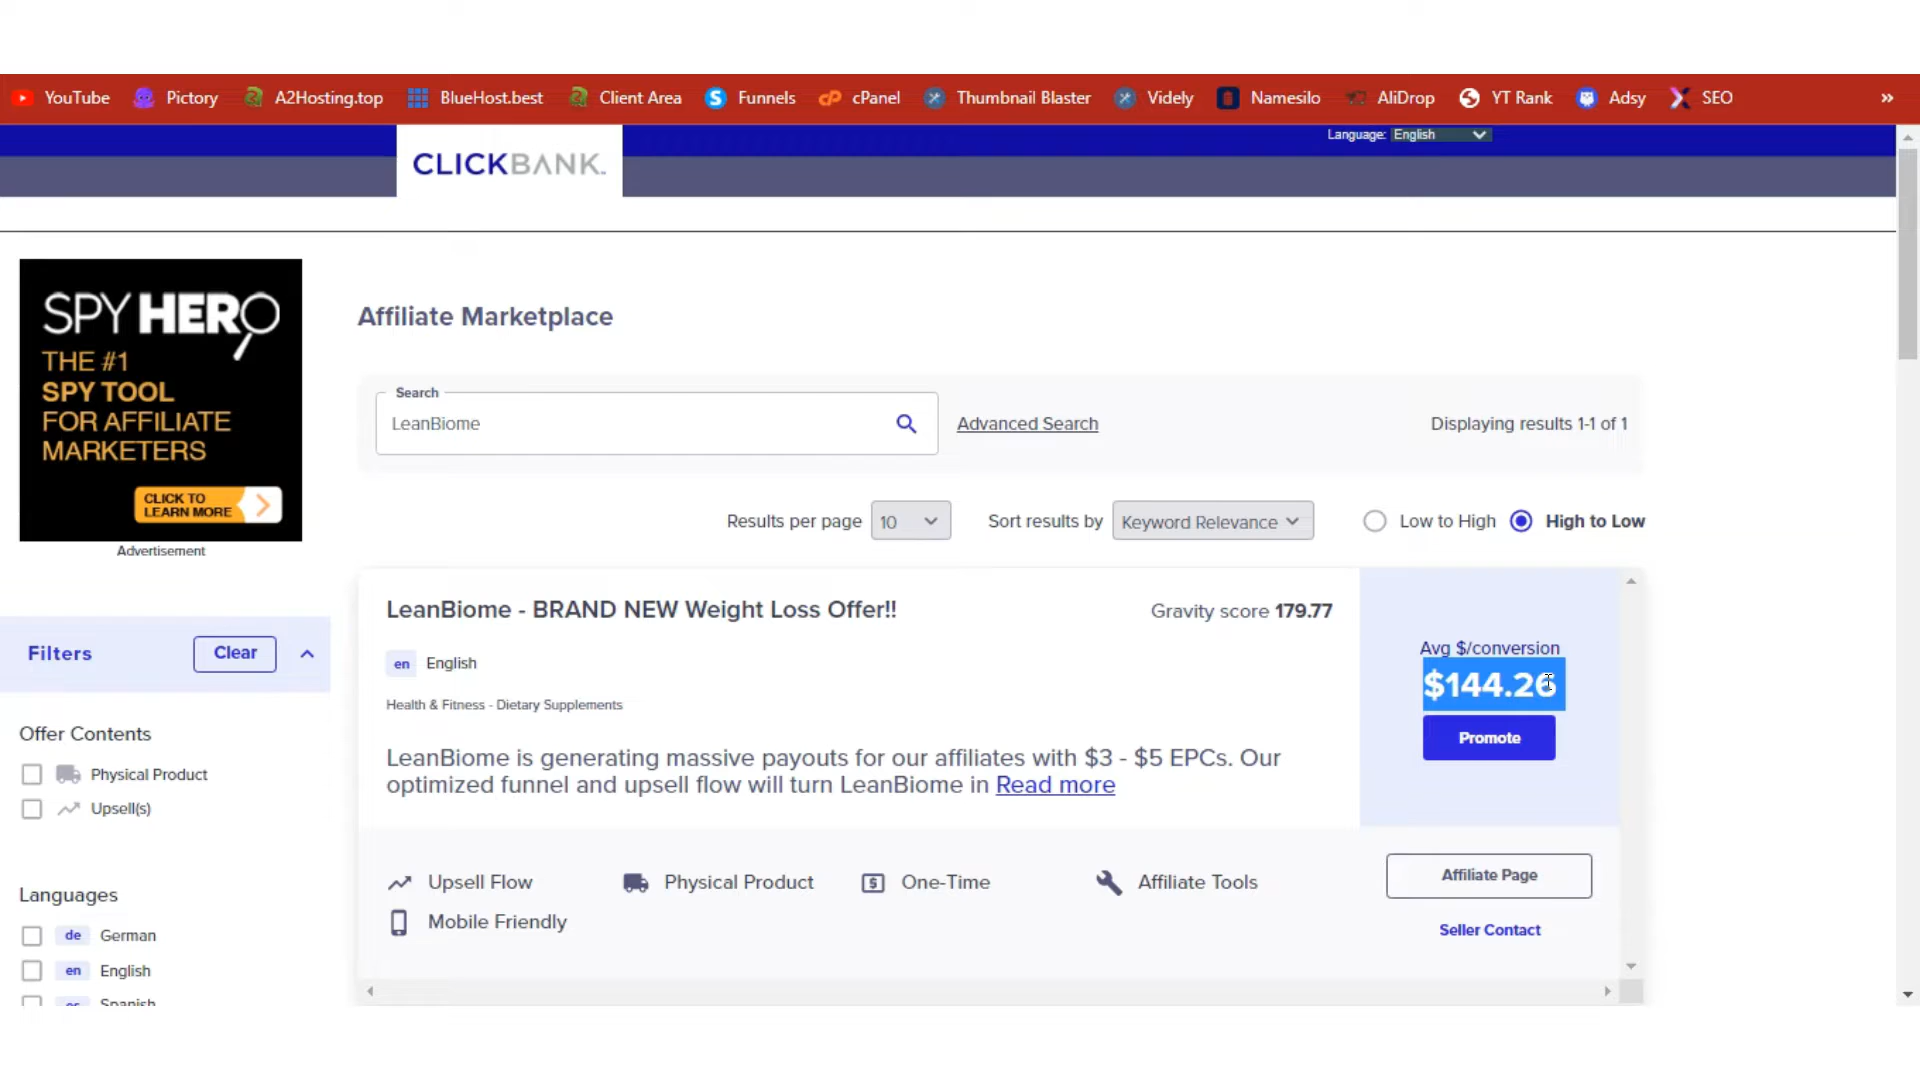 YouTube Pictory A2Hosting.top BlueHost.best Client Area Funnels cPanel Thumbnail Blaster Videly Namesilo AliDrop YT Rank Adsy SEO »
Language: English
CLICKBANK.
SPY HERO
THE #1
SPY TOOL
FOR AFFILIATE
MARKETERS
CLICK TO
LEARN MORE
Advertisement
Affiliate Marketplace
Search
LeanBiome
Advanced Search
Displaying results 1-1 of 1
Results per page 10 Sort results by Keyword Relevance Low to High High to Low
Filters Clear
Offer Contents
Physical Product
Upsell(s)
Languages
de German
en English
es Spanish
LeanBiome - BRAND NEW Weight Loss Offer!!
Gravity score 179.77
en English
Health & Fitness - Dietary Supplements
LeanBiome is generating massive payouts for our affiliates with $3 - $5 EPCs. Our
optimized funnel and upsell flow will turn LeanBiome in Read more
Avg $/conversion
$144.26
Promote
Upsell Flow Physical Product One-Time Affiliate Tools
Mobile Friendly
Affiliate Page
Seller Contact